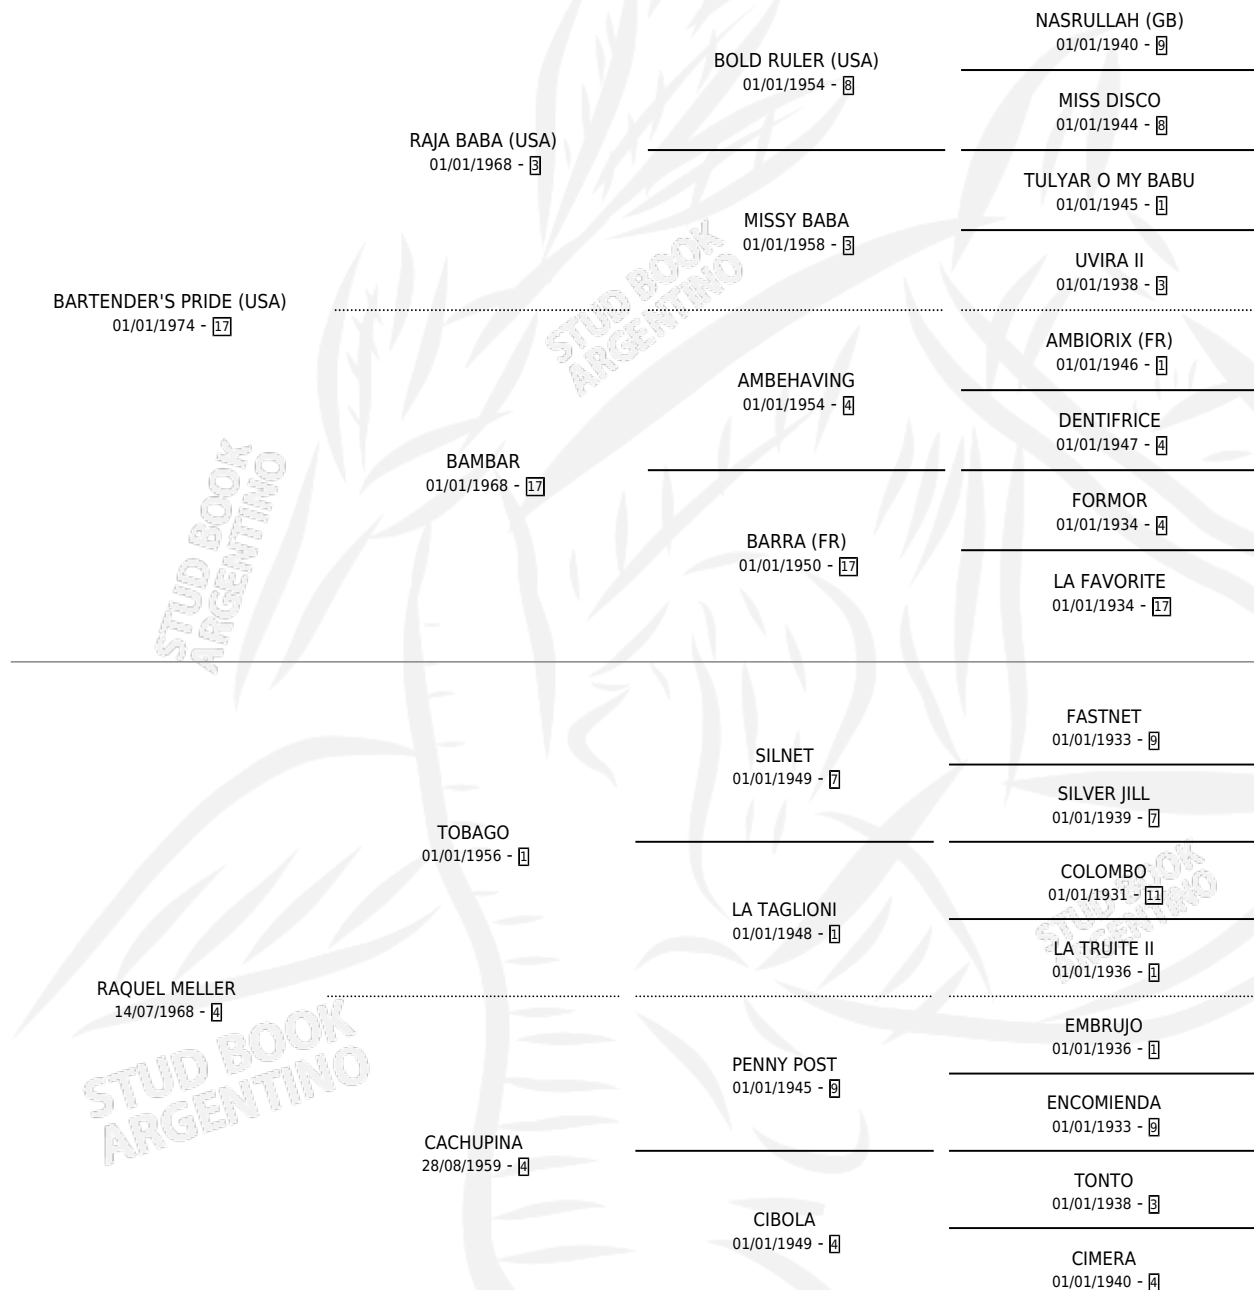 NASRULLAH (GB)
01/01/1940 - 9
BOLD RULER (USA)
01/01/1954 - 8
MISS DISCO
01/01/1944 - 8
RAJA BABA (USA)
01/01/1968 - 3
TULYAR O MY BABU
01/01/1945 - 1
MISSY BABA
01/01/1958 - 3
UVIRA II
01/01/1938 - 3
BARTENDER'S PRIDE (USA)
01/01/1974 - 17
AMBIORIX (FR)
01/01/1946 - 1
AMBEHAVING
01/01/1954 - 4
DENTIFRICE
01/01/1947 - 4
BAMBAR
01/01/1968 - 17
FORMOR
01/01/1934 - 4
BARRA (FR)
01/01/1950 - 17
LA FAVORITE
01/01/1934 - 17
FASTNET
01/01/1933 - 9
SILNET
01/01/1949 - 7
SILVER JILL
01/01/1939 - 7
TOBAGO
01/01/1956 - 1
COLOMBO
01/01/1931 - 11
LA TAGLIONI
01/01/1948 - 1
LA TRUITE II
01/01/1936 - 1
RAQUEL MELLER
14/07/1968 - 4
EMBRUJO
01/01/1936 - 1
PENNY POST
01/01/1945 - 9
ENCOMIENDA
01/01/1933 - 9
CACHUPINA
28/08/1959 - 4
TONTO
01/01/1938 - 3
CIBOLA
01/01/1949 - 4
CIMERA
01/01/1940 - 4
STUD BOOK
ARGENTINO
STUD BOOK
ARGENTINO
STUD BOOK
ARGENTINO
STUD BOOK
ARGENTINO